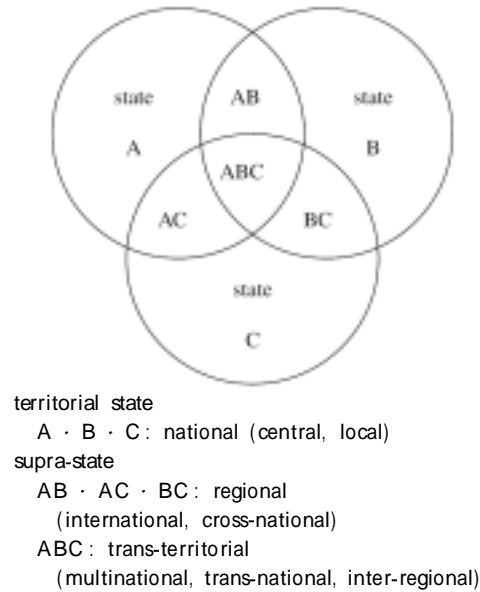 state AB state
A B
ABC
AC BC
state
C
territorial state
A · B · C : national (central, local)
supra-state
AB · AC · BC : regional
(international, cross-national)
ABC : trans-territorial
(multinational, trans-national, inter-regional)